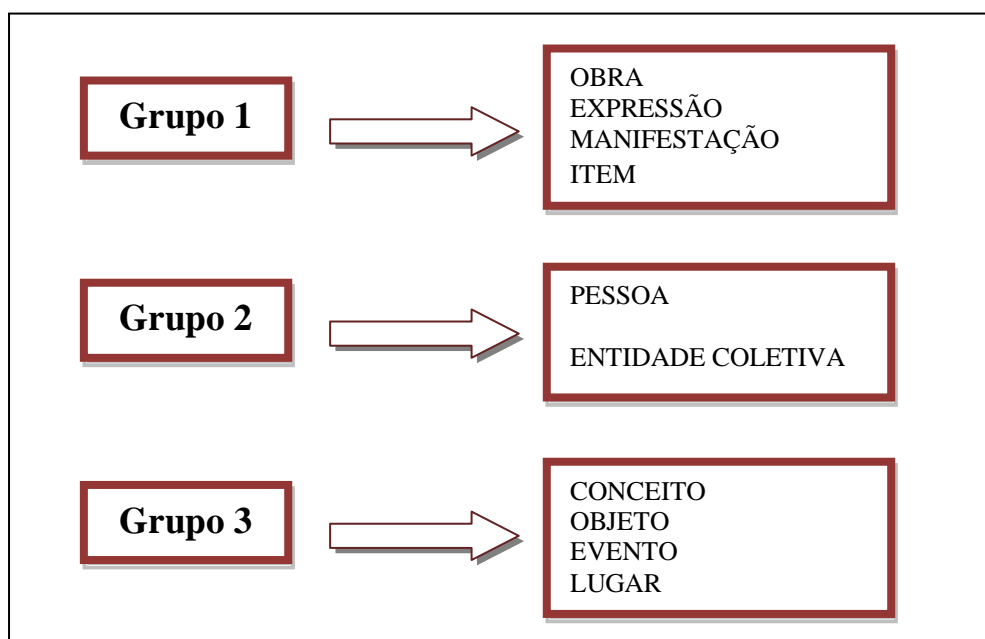 Grupo 1
OBRA
EXPRESSÃO
MANIFESTAÇÃO
ITEM
Grupo 2
PESSOA
ENTIDADE COLETIVA
Grupo 3
CONCEITO
OBJETO
EVENTO
LUGAR